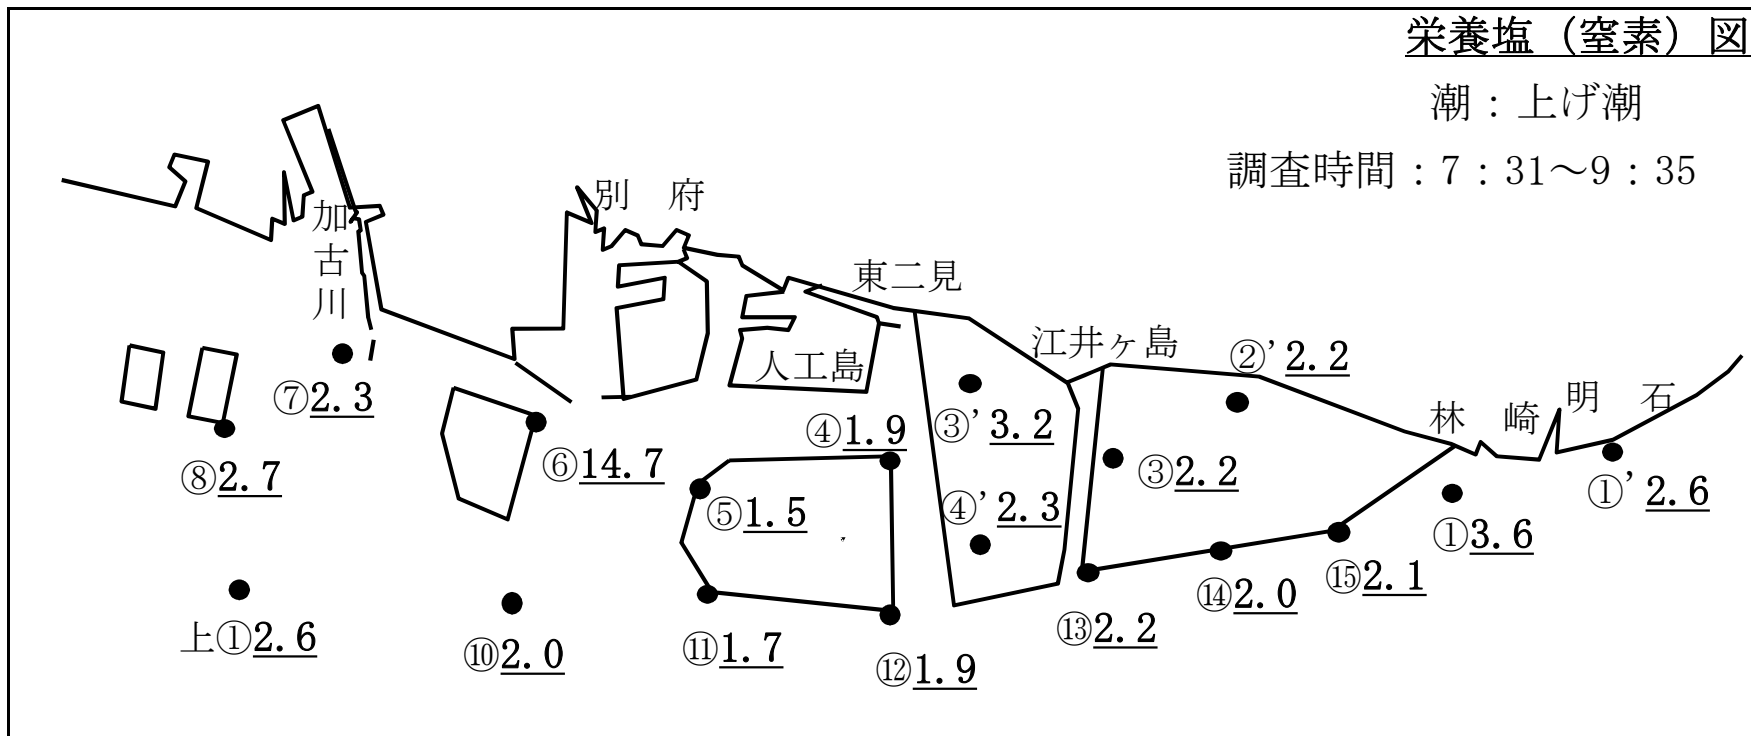 栄養塩（窒素）図
潮：上げ潮
調査時間：7：31～9：35
加古川
別　府
東二見
人工島
江井ヶ島
林　崎
明　石
②' 2.2
⑦2.3
③' 3.2
④1.9
⑥14.7
⑧2.7
③2.2
①' 2.6
⑤1.5
④' 2.3
①3.6
⑮2.1
⑭2.0
⑬2.2
上①2.6
⑩2.0
⑪1.7
⑫1.9